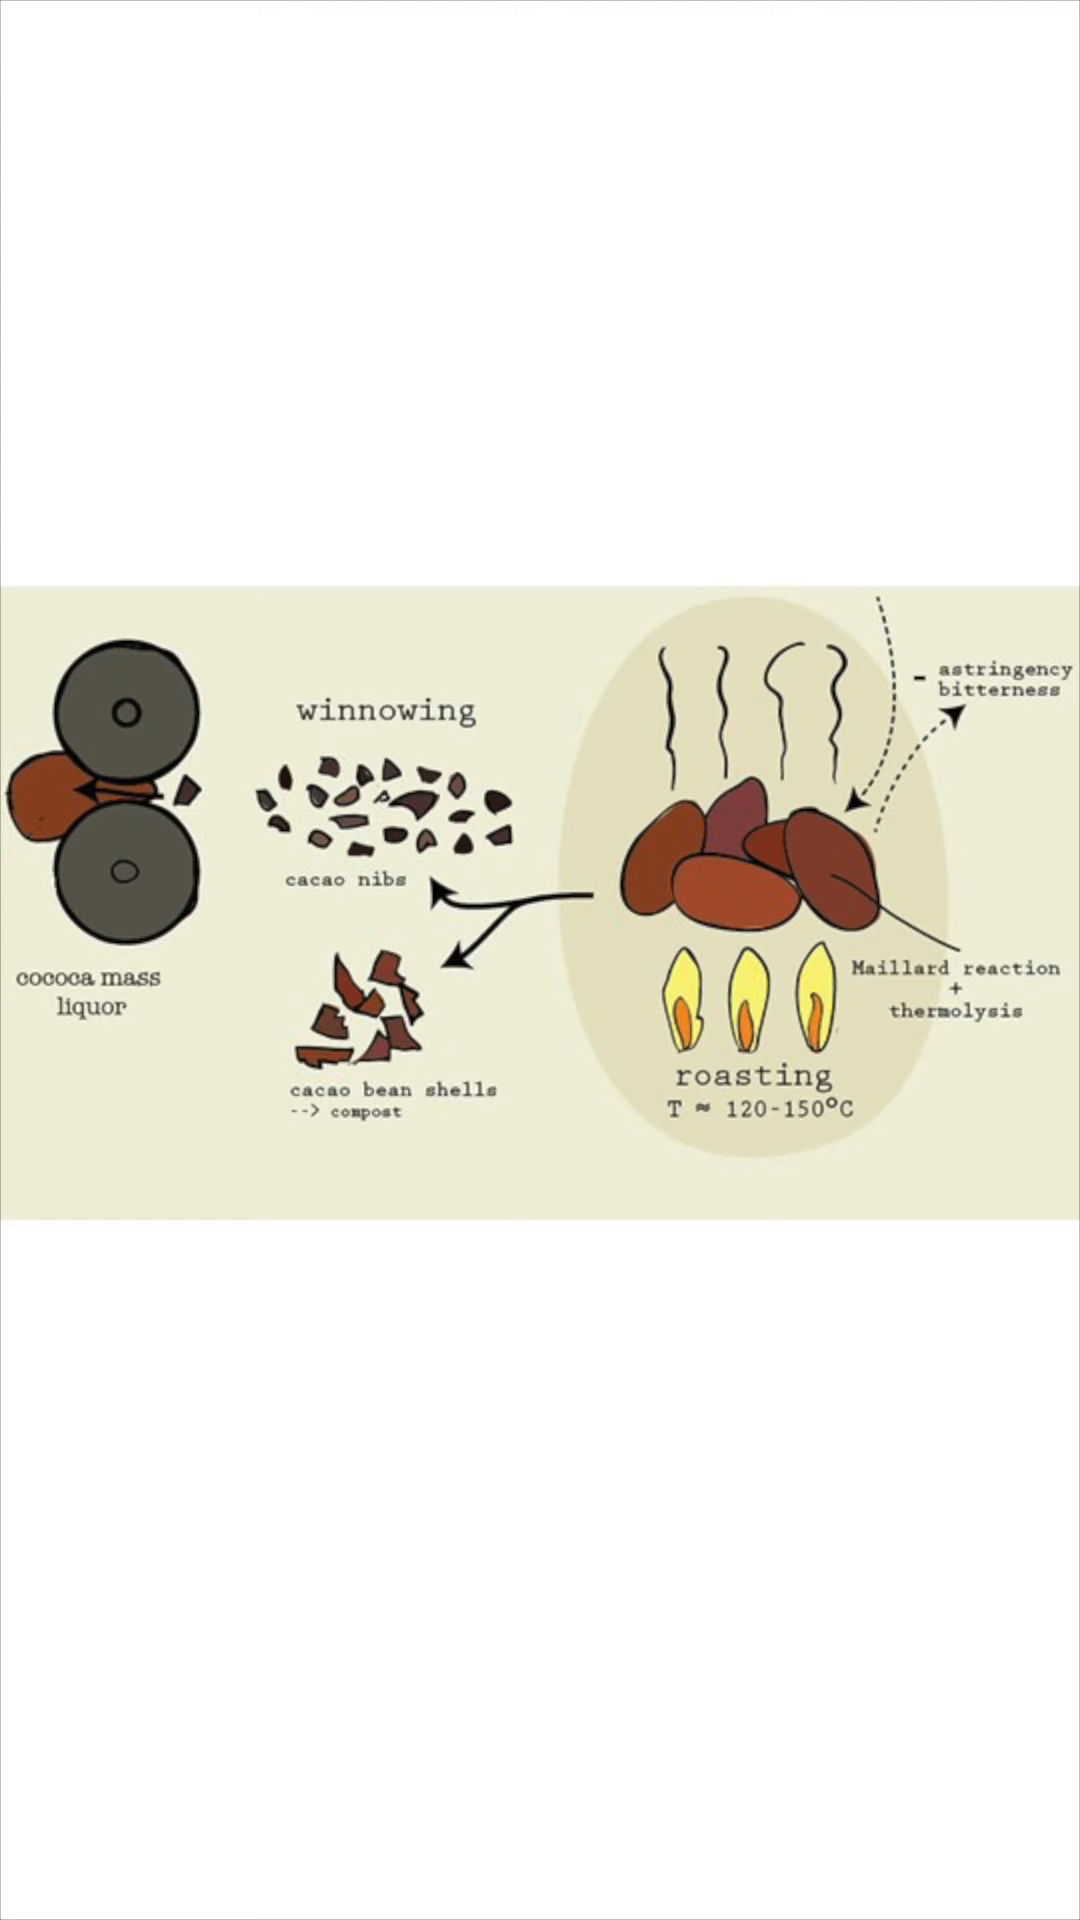 - astringency
bitterness
winnowing
cacao nibs
cococa mass
liquor
Maillard reaction
+
thermolysis
roasting
T ≈ 120-150°C
cacao bean shells
--> compost